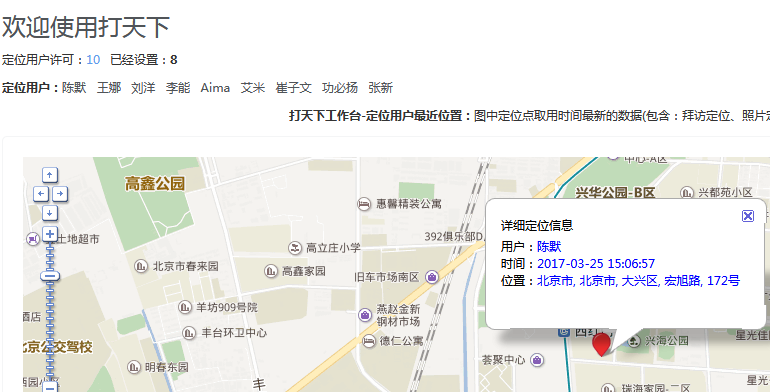 欢迎使用打天下
定位用户许可：10 已经设置：8
定位用户：陈默 王娜 刘洋 李能 Aima 艾米 崔子文 功必扬 张新
打天下工作台-定位用户最近位置：图中定位点取用时间最新的数据(包含：拜访定位、照片定
中心-A区
高鑫公园
兴华公园-B区
兴都苑小区
惠馨精装公寓
392俱乐部D
土地超市
高立庄小学
北京市春来园
高鑫家园
旧车市场南区
羊坊909号院
燕赵金新
钢材市场
酒店
丰台环卫中心
德仁公寓
北京公交驾校
明春东园
丰
详细定位信息
用户：陈默
时间：2017-03-25 15:06:57
位置：北京市, 北京市, 大兴区, 宏旭路, 172号
西红
兴海公园
星光佳
荟聚中心
瑞海家园-二区
星光